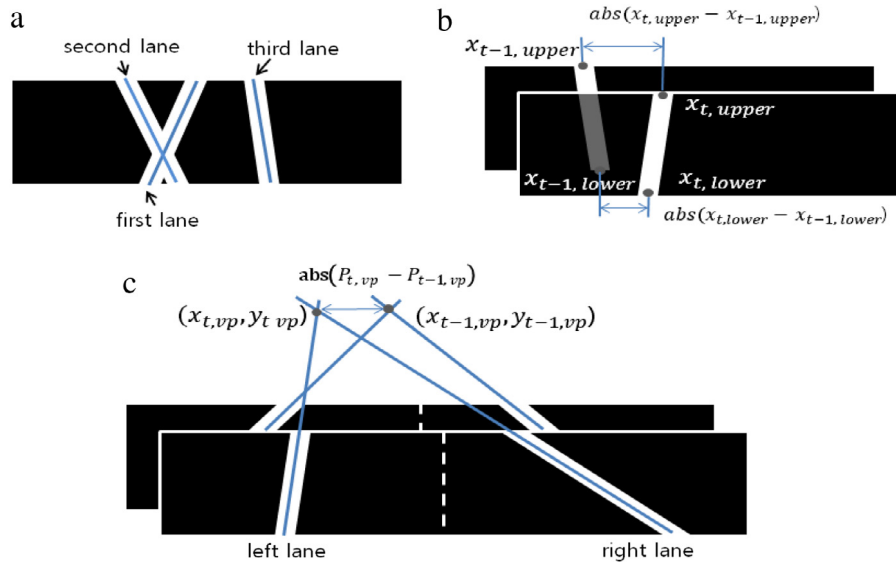 a
second lane
third lane
first lane
b
abs(x_{t,upper} − x_{t−1,upper})
x_{t−1, upper}
x_{t, upper}
x_{t−1, lower}
x_{t, lower}
abs(x_{t,lower} − x_{t−1,lower})
c
abs(P_{t,vp} − P_{t−1,vp})
(x_{t,vp}, y_{t vp})
(x_{t−1,vp}, y_{t−1,vp})
left lane
right lane